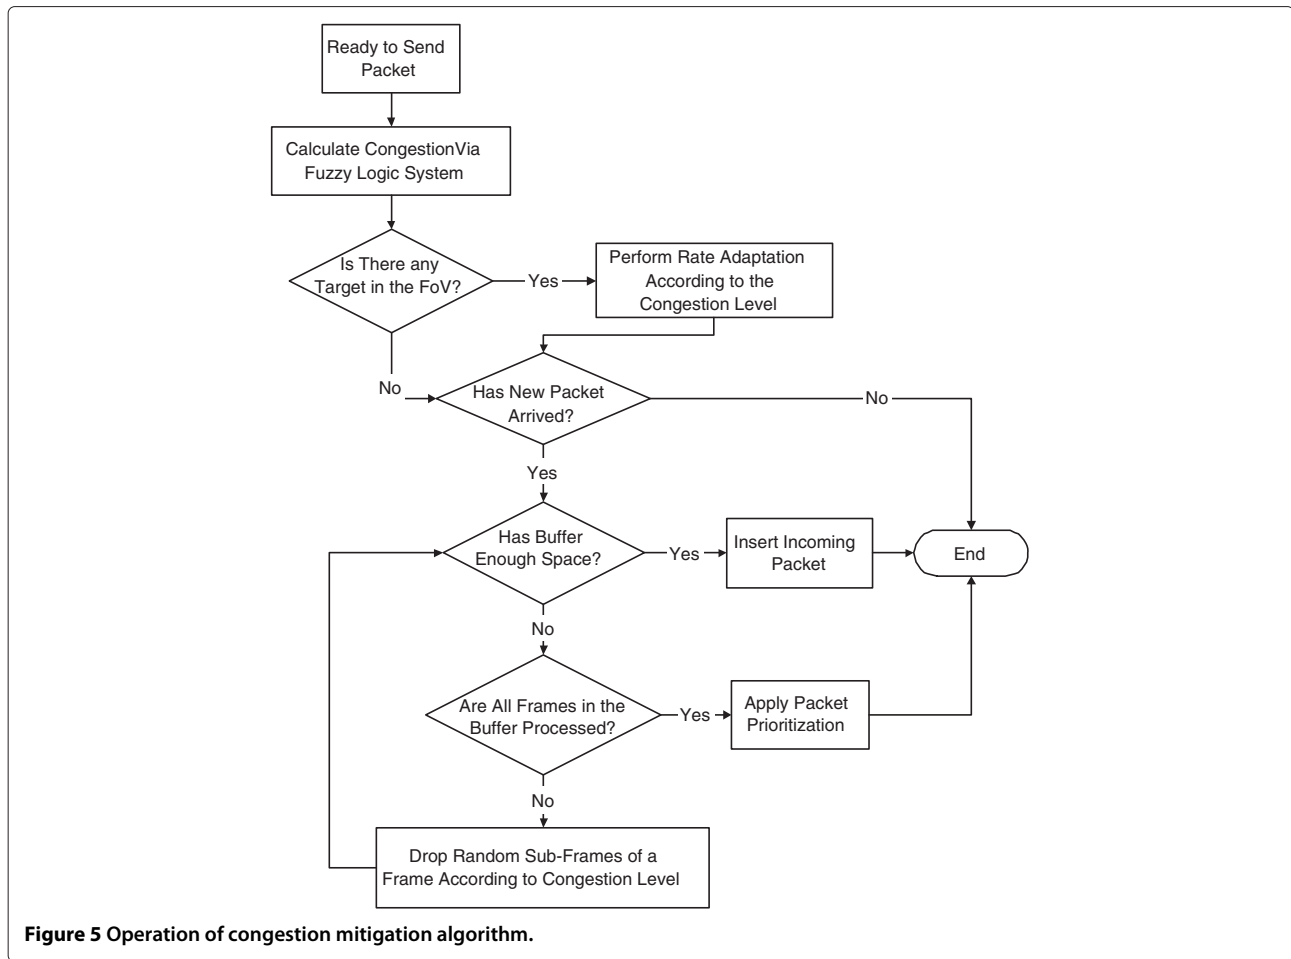 Ready to Send
Packet
Calculate CongestionVia
Fuzzy Logic System
Is There any
Target in the FoV?
Yes
Perform Rate Adaptation
According to the
Congestion Level
No
Has New Packet
Arrived?
No
Yes
Has Buffer
Enough Space?
Yes
Insert Incoming
Packet
End
No
Are All Frames in the
Buffer Processed?
Yes
Apply Packet
Prioritization
No
Drop Random Sub-Frames of a
Frame According to Congestion Level
Figure 5 Operation of congestion mitigation algorithm.